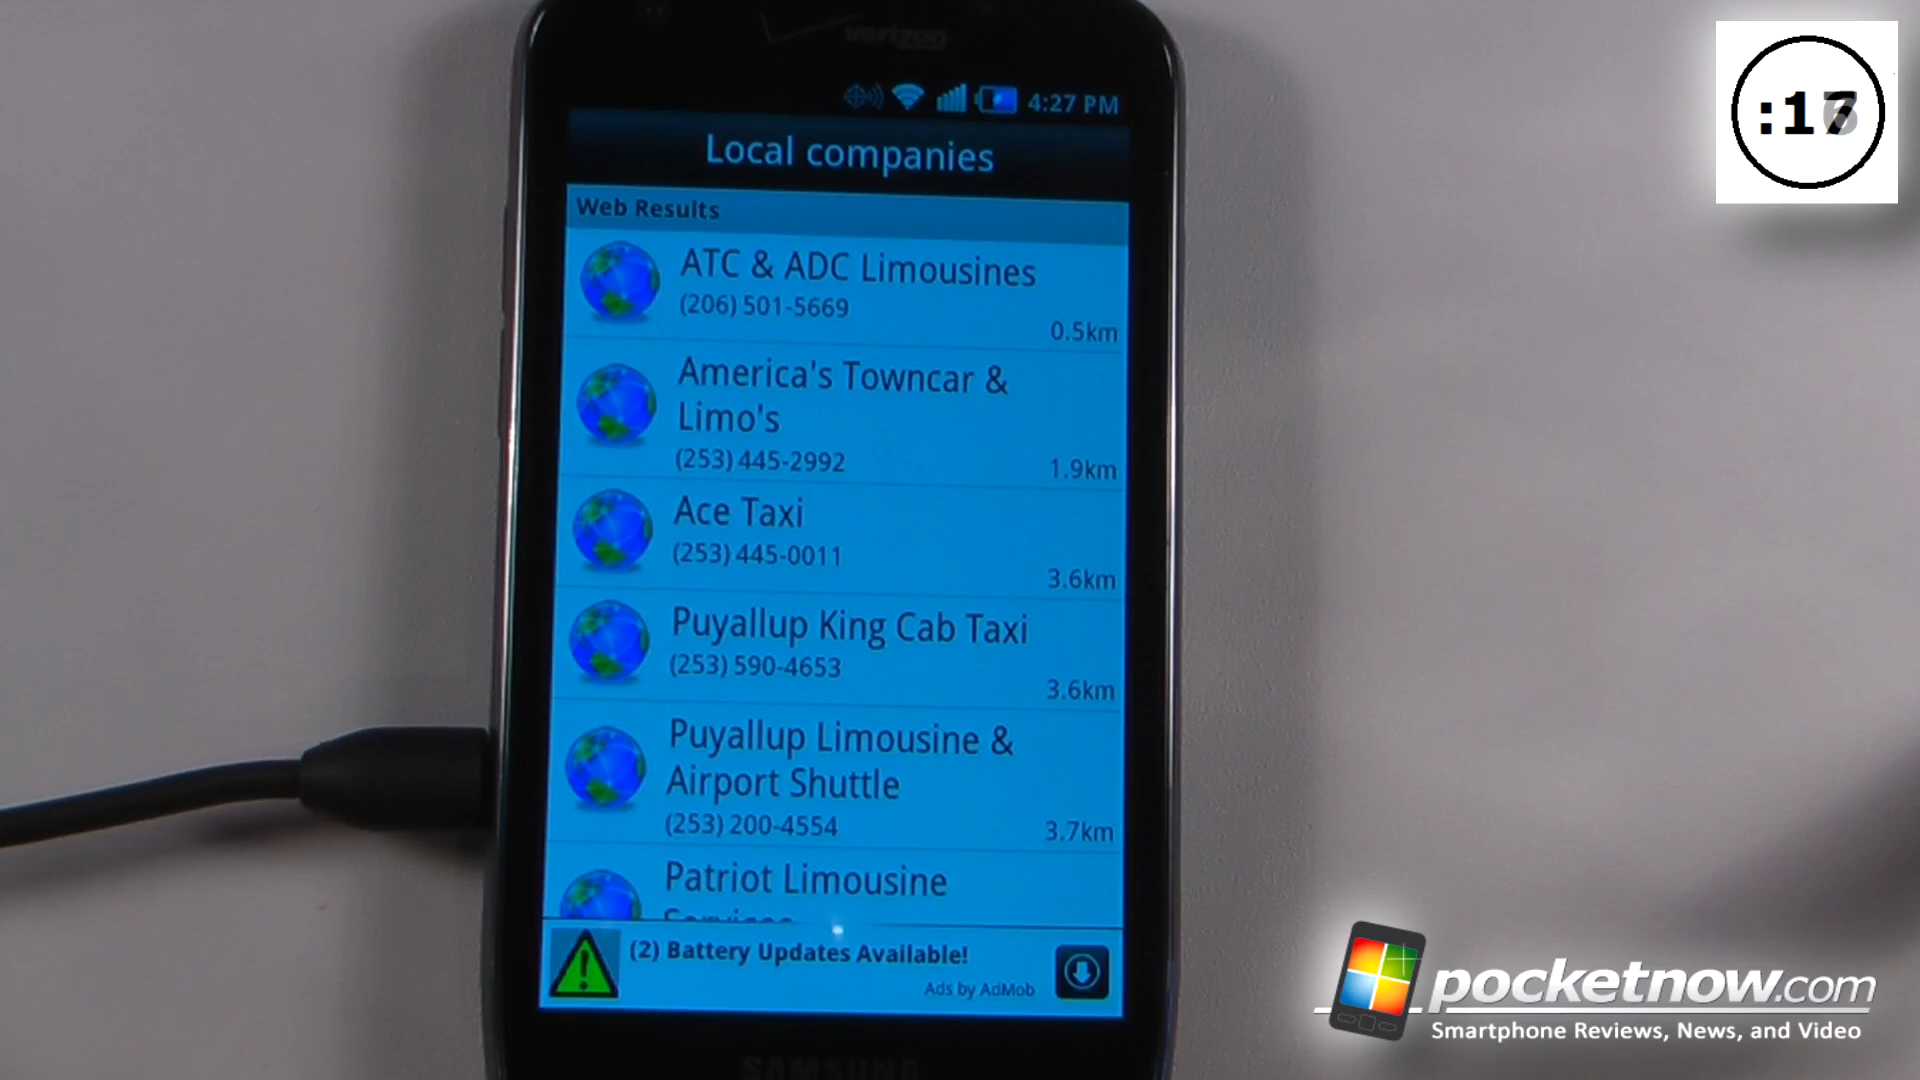 verizon
4:27 PM
:17
Local companies
Web Results
ATC & ADC Limousines
(206) 501-5669
0.5km
America's Towncar &
Limo's
(253) 445-2992
1.9km
Ace Taxi
(253) 445-0011
3.6km
Puyallup King Cab Taxi
(253) 590-4653
3.6km
Puyallup Limousine &
Airport Shuttle
(253) 200-4554
3.7km
Patriot Limousine
Services
(2) Battery Updates Available!
Ads by AdMob
SAMSUNG
pocketnow.com
Smartphone Reviews, News, and Video